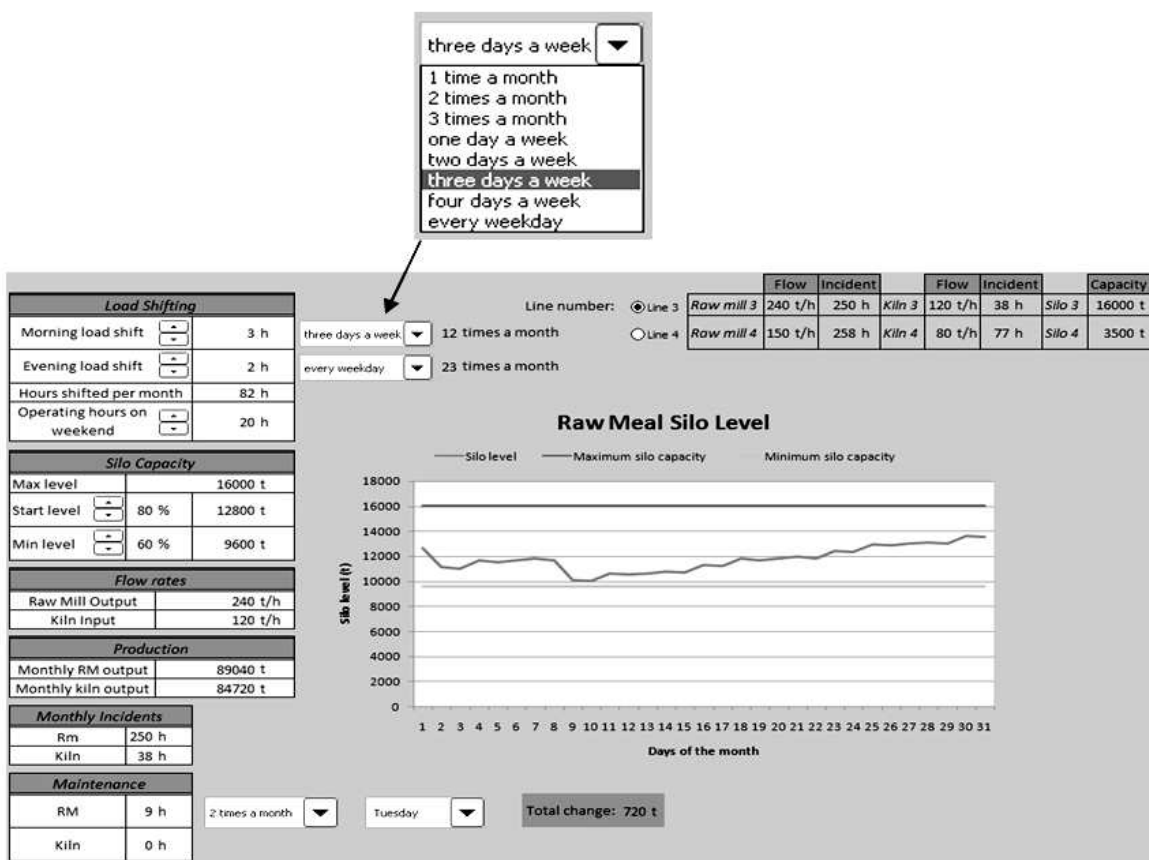 three days a week
1 time a month
2 times a month
3 times a month
one day a week
two days a week
three days a week
four days a week
every weekday
Flow Incident Flow Incident Capacity
Line number: Line 3 Raw mill 3 240 t/h 250 h Kiln 3 120 t/h 38 h Silo 3 16000 t
Line 4 Raw mill 4 150 t/h 258 h Kiln 4 80 t/h 77 h Silo 4 3500 t
Load Shifting
Morning load shift 3 h three days a week 12 times a month
Evening load shift 2 h every weekday 23 times a month
Hours shifted per month 82 h
Operating hours on
weekend 20 h
Silo Capacity
Max level 16000 t
Start level 80 % 12800 t
Min level 60 % 9600 t
Flow rates
Raw Mill Output 240 t/h
Kiln Input 120 t/h
Production
Monthly RM output 89040 t
Monthly kiln output 84720 t
Monthly Incidents
Rm 250 h
Kiln 38 h
Maintenance
RM 9 h 2 times a month Tuesday
Kiln 0 h
Total change: 720 t
Raw Meal Silo Level
Silo level Maximum silo capacity Minimum silo capacity
Silo level (t)
18000
16000
14000
12000
10000
8000
6000
4000
2000
0
1 2 3 4 5 6 7 8 9 10 11 12 13 14 15 16 17 18 19 20 21 22 23 24 25 26 27 28 29 30 31
Days of the month